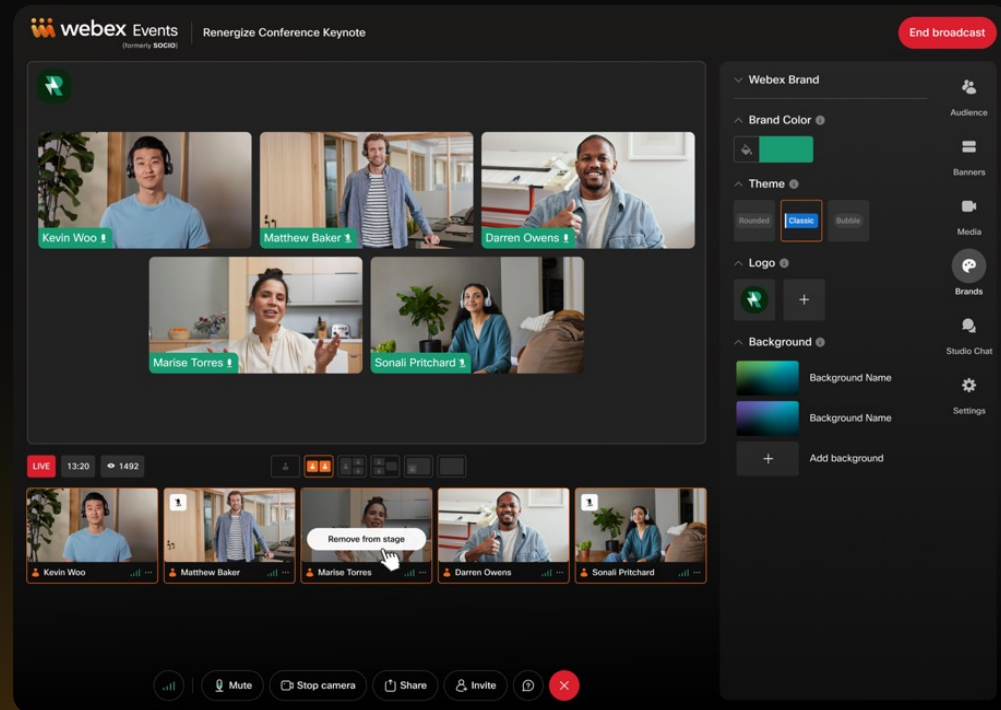 webex Events
(formerly SOCIO)
Renergize Conference Keynote
End broadcast
Kevin Woo
Matthew Baker
Darren Owens
Marise Torres
Sonali Pritchard
LIVE
13:20
1492
Remove from stage
Kevin Woo
Matthew Baker
Marise Torres
Darren Owens
Sonali Pritchard
Mute
Stop camera
Share
Invite
Webex Brand
Brand Color
Theme
Rounded
Classic
Bubble
Logo
Background
Background Name
Background Name
Add background
Audience
Banners
Media
Brands
Studio Chat
Settings